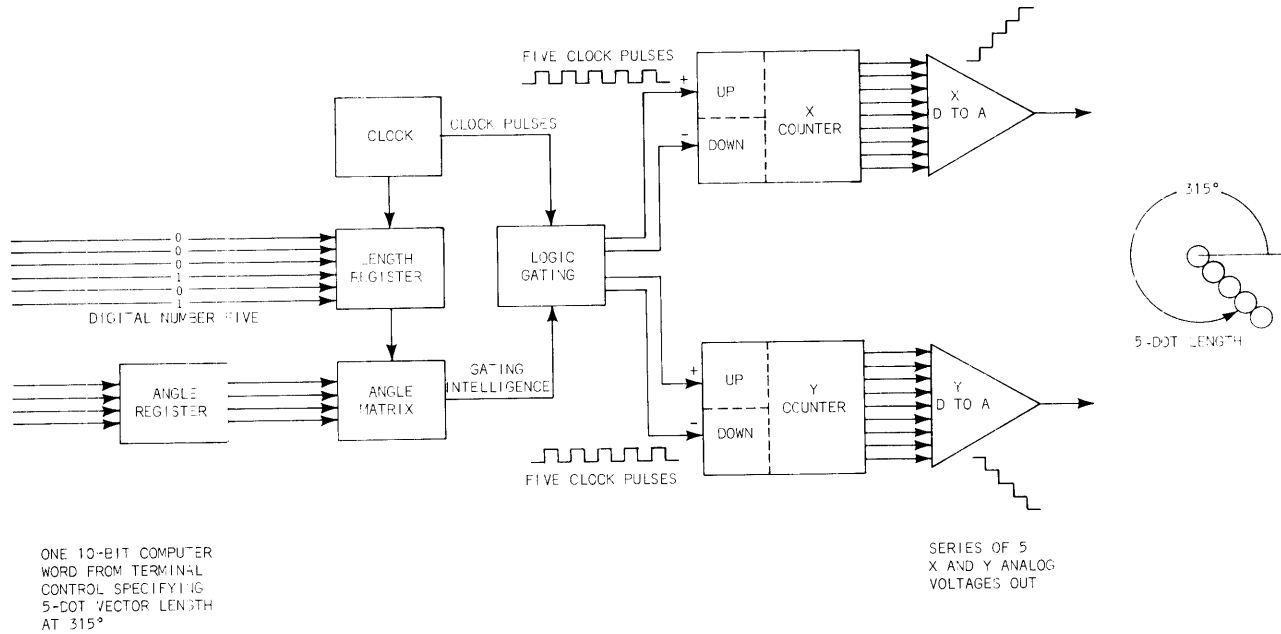 FIVE CLOCK PULSES
+
UP
-
DOWN
X
COUNTER
X
D TO A
CLOCK
CLOCK PULSES
0
0
0
1
0
1
DIGITAL NUMBER FIVE
LENGTH
REGISTER
LOGIC
GATING
315°
5-DOT LENGTH
ANGLE
REGISTER
ANGLE
MATRIX
GATING
INTELLIGENCE
+
UP
-
DOWN
Y
COUNTER
Y
D TO A
FIVE CLOCK PULSES
ONE 10-BIT COMPUTER
WORD FROM TERMINAL
CONTROL SPECIFYING
5-DOT VECTOR LENGTH
AT 315°
SERIES OF 5
X AND Y ANALOG
VOLTAGES OUT